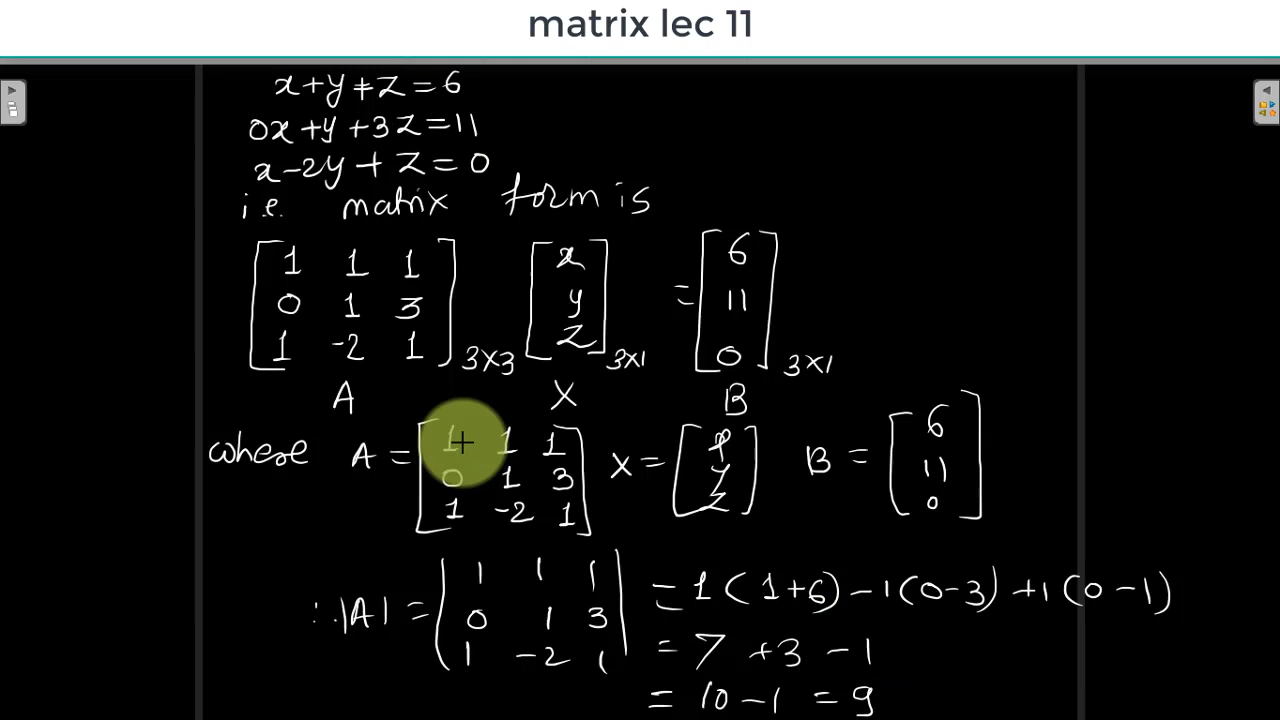 matrix lec 11
x+y+z=6
0x+y+3z=11
x-2y+z=0
i.e. matrix form is
[1 1 1; 0 1 3; 1 -2 1]3x3 [x; y; z]3x1 = [6; 11; 0]3x1
A X B
where A = [1 1 1; 0 1 3; 1 -2 1] X = [x; y; z] B = [6; 11; 0]
∴ |A| = |1 1 1; 0 1 3; 1 -2 1| = 1(1+6) -1(0-3) +1(0-1)
= 7 +3 -1
= 10 -1 = 9